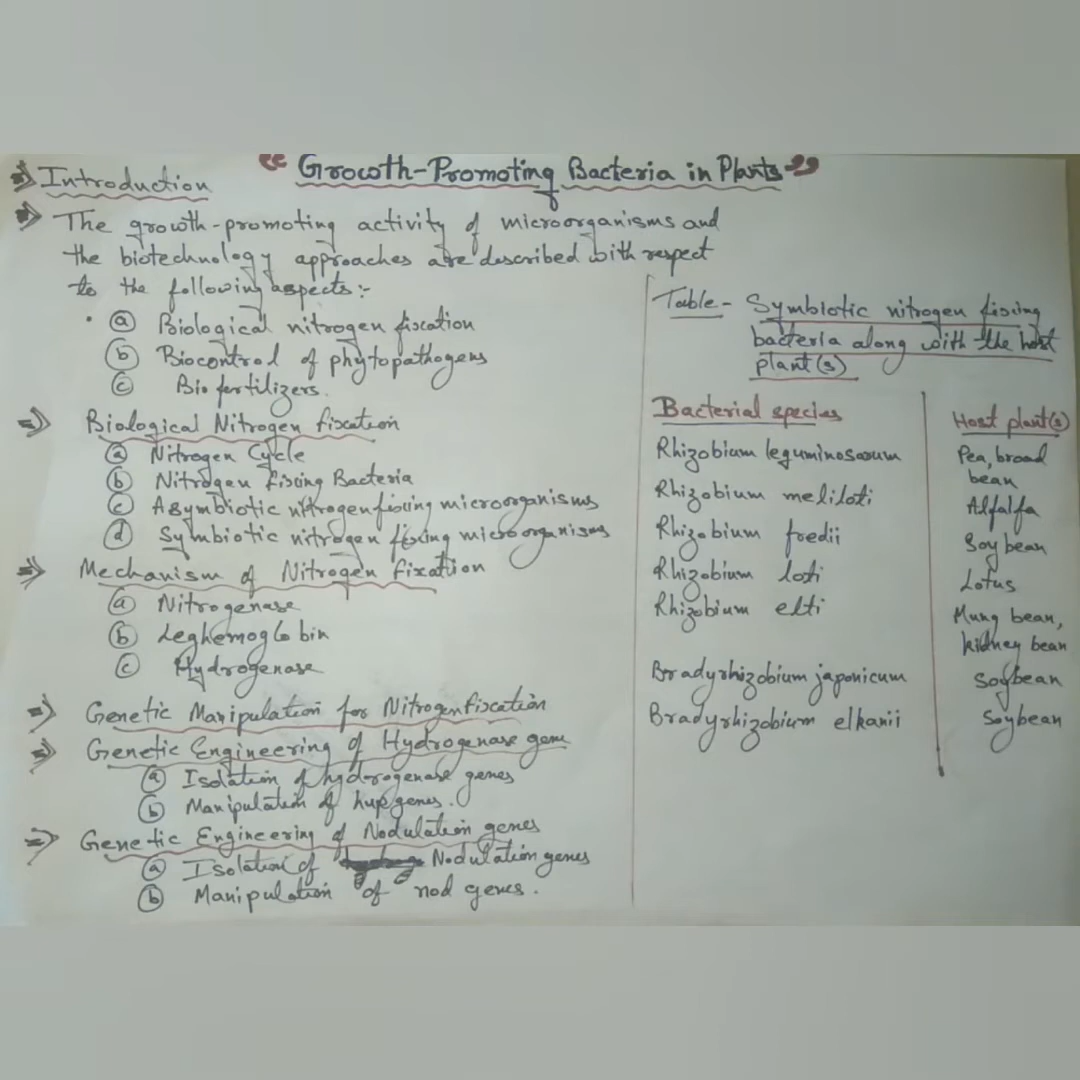 "Growth-Promoting Bacteria in Plants"
⇒ Introduction
⇒ The growth-promoting activity of microorganisms and
the biotechnology approaches are described with respect
to the following aspects:-
(a) Biological nitrogen fixation
(b) Biocontrol of phytopathogens
(c) Bio fertilizers.
⇒ Biological Nitrogen fixation
(a) Nitrogen Cycle
(b) Nitrogen fixing Bacteria
(c) Asymbiotic nitrogen fixing microorganisms
(d) Symbiotic nitrogen fixing microorganisms
⇒ Mechanism of Nitrogen fixation
(a) Nitrogenase
(b) Leghemoglobin
(c) Hydrogenase
⇒ Genetic Manipulation for Nitrogen fixation
⇒ Genetic Engineering of Hydrogenase gene
(a) Isolation of hydrogenase genes
(b) Manipulation of hup genes.
⇒ Genetic Engineering of Nodulation genes
(a) Isolation of Nodulation genes
(b) Manipulation of nod genes.
Table- Symbiotic nitrogen fixing
bacteria along with the host
plant(s)
Bacterial species Host plant(s)
Rhizobium leguminosarum Pea, broad
bean
Rhizobium meliloti Alfalfa
Rhizobium fredii Soybean
Rhizobium loti Lotus
Rhizobium elti Mung bean,
kidney bean
Bradyrhizobium japonicum Soybean
Bradyrhizobium elkanii Soybean